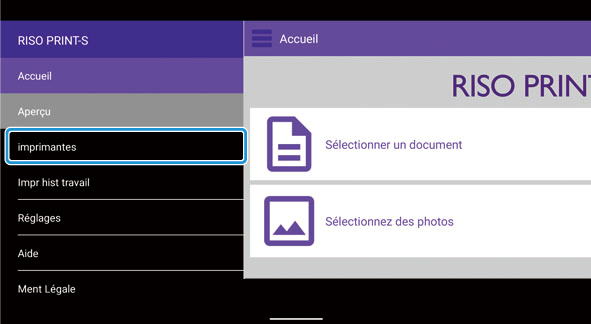 RISO PRINT-S
Accueil
Aperçu
imprimantes
Impr hist travail
Réglages
Aide
Ment Légale
Accueil
RISO PRINT
Sélectionner un document
Sélectionnez des photos